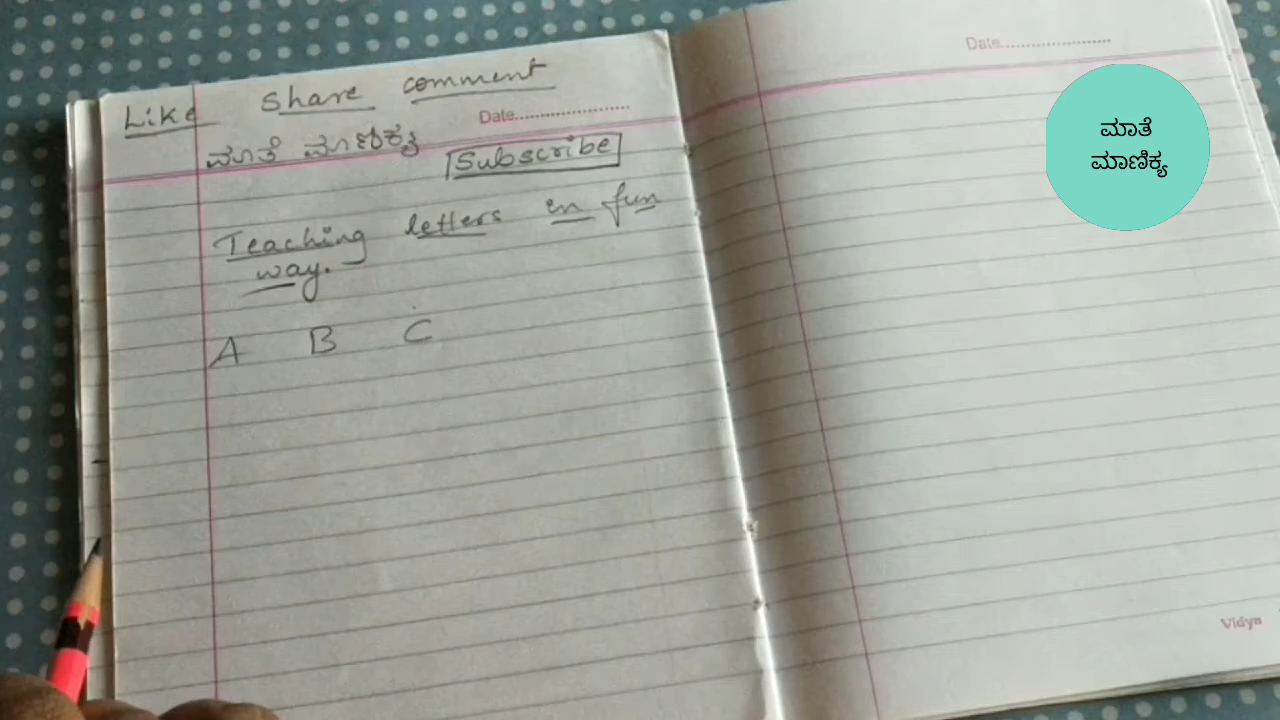 Like Share comment
Date
ಮಾತೆ ಮಾಣಿಕ್ಯ
Subscribe
Teaching letters in fun
way.
A B C
Date
ಮಾತೆ
ಮಾಣಿಕ್ಯ
Vidya